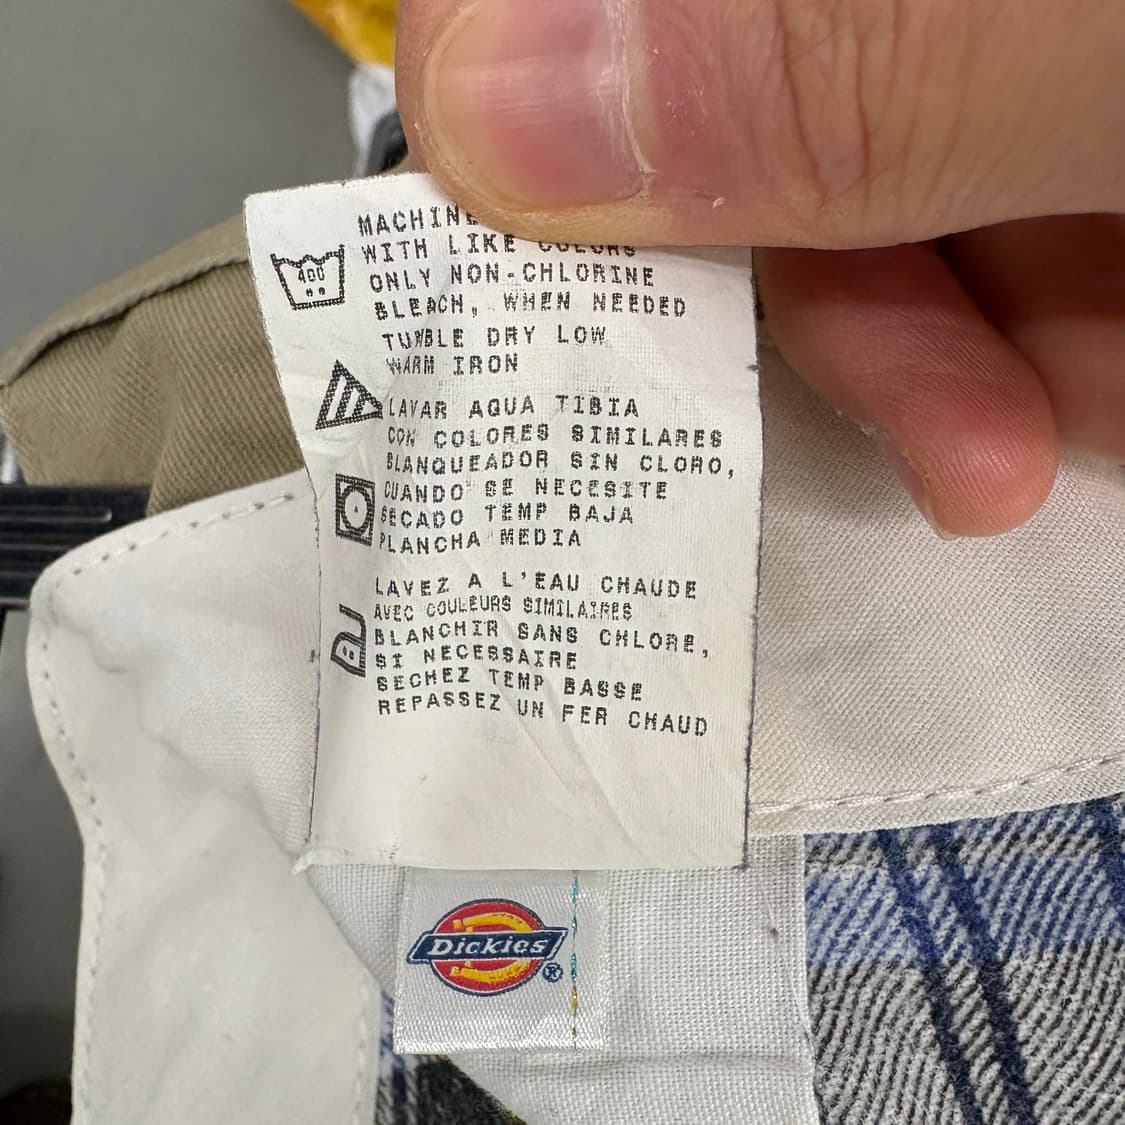 MACHINE
WITH LIKE COLORS
ONLY NON-CHLORINE
BLEACH, WHEN NEEDED
TUMBLE DRY LOW
WARM IRON
LAVAR AQUA TIBIA
CON COLORES SIMILARES
BLANQUEADOR SIN CLORO,
CUANDO SE NECESITE
SECADO TEMP BAJA
PLANCHA MEDIA
LAVEZ A L'EAU CHAUDE
AVEC COULEURS SIMILAIRES
BLANCHIR SANS CHLORE,
SI NECESSAIRE
SECHEZ TEMP BASSE
REPASSEZ UN FER CHAUD
Dickies®